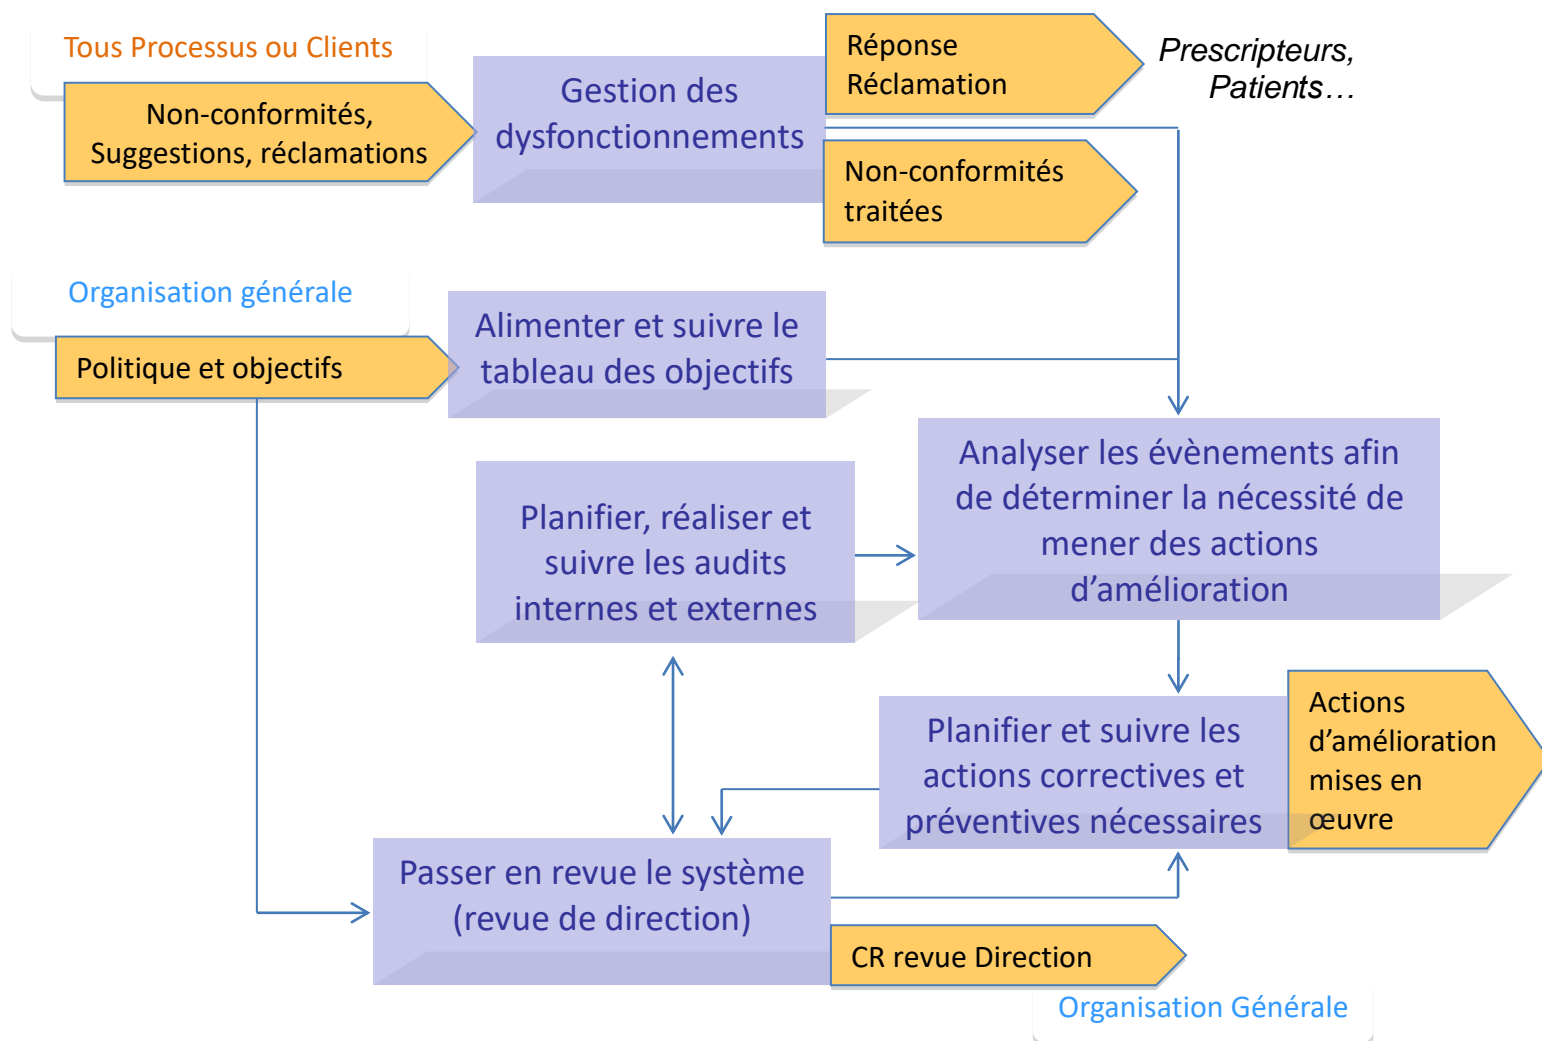 Tous Processus ou Clients
Non-conformités,
Suggestions, réclamations
Gestion des
dysfonctionnements
Réponse
Réclamation
Prescripteurs,
Patients…
Non-conformités
traitées
Organisation générale
Politique et objectifs
Alimenter et suivre le
tableau des objectifs
Analyser les évènements afin
de déterminer la nécessité de
mener des actions
d’amélioration
Planifier, réaliser et
suivre les audits
internes et externes
Planifier et suivre les
actions correctives et
préventives nécessaires
Actions
d’amélioration
mises en
œuvre
Passer en revue le système
(revue de direction)
CR revue Direction
Organisation Générale